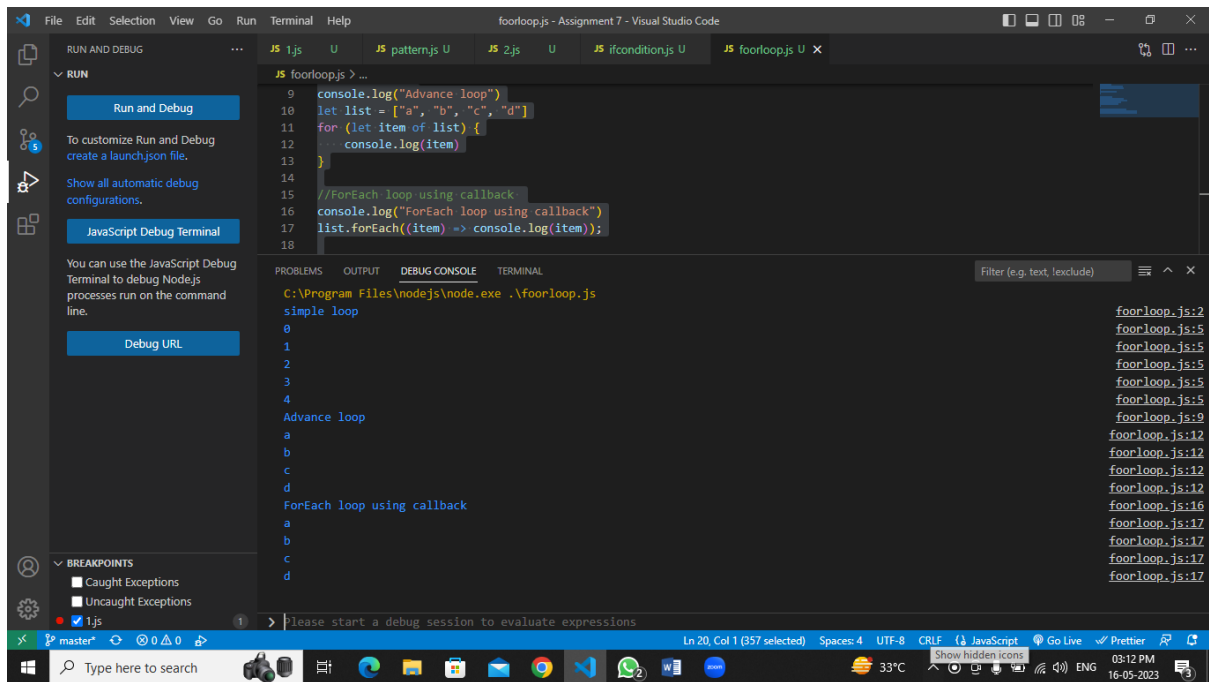 File Edit Selection View Go Run Terminal Help
foorloop.js - Assignment 7 - Visual Studio Code
RUN AND DEBUG ...
JS 1.js U JS pattern.js U JS 2.js U JS ifcondition.js U JS foorloop.js U
RUN
JS foorloop.js > ...
Run and Debug
To customize Run and Debug
create a launch.json file.
Show all automatic debug
configurations.
JavaScript Debug Terminal
You can use the JavaScript Debug
Terminal to debug Node.js
processes run on the command
line.
Debug URL
9 console.log("Advance loop")
10 let list = ["a", "b", "c", "d"]
11 for (let item of list) {
12 console.log(item)
13 }
14
15 //ForEach loop using callback
16 console.log("ForEach loop using callback")
17 list.forEach((item) => console.log(item));
18
PROBLEMS OUTPUT DEBUG CONSOLE TERMINAL
Filter (e.g. text, !exclude)
C:\Program Files\nodejs\node.exe .\foorloop.js
simple loop foorloop.js:2
0 foorloop.js:5
1 foorloop.js:5
2 foorloop.js:5
3 foorloop.js:5
4 foorloop.js:5
Advance loop foorloop.js:9
a foorloop.js:12
b foorloop.js:12
c foorloop.js:12
d foorloop.js:12
ForEach loop using callback foorloop.js:16
a foorloop.js:17
b foorloop.js:17
c foorloop.js:17
d foorloop.js:17
BREAKPOINTS
Caught Exceptions
Uncaught Exceptions
1.js 1
> Please start a debug session to evaluate expressions
5
master* 0 0
Ln 20, Col 1 (357 selected) Spaces: 4 UTF-8 CRLF JavaScript Go Live Prettier
Show hidden icons
Type here to search
2
W
zoom
33°C
ENG
03:12 PM
16-05-2023
3